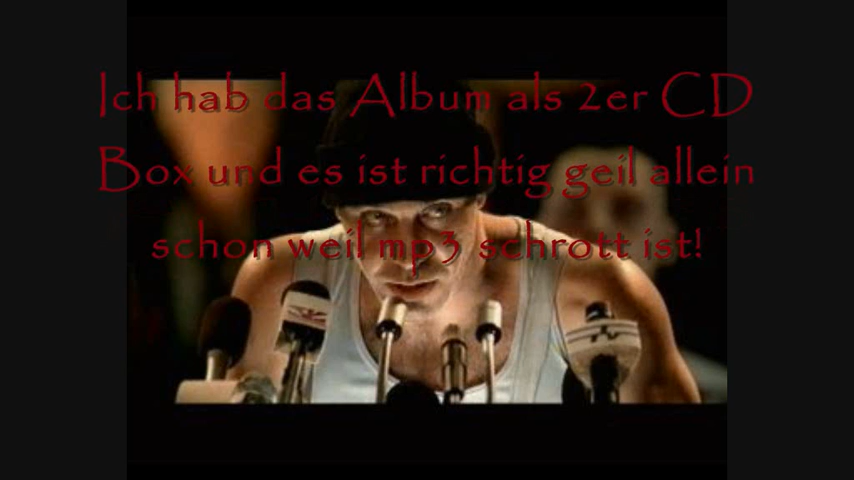 Ich hab das Album als 2er CD
Box und es ist richtig geil allein
schon weil mp3 schrott ist!